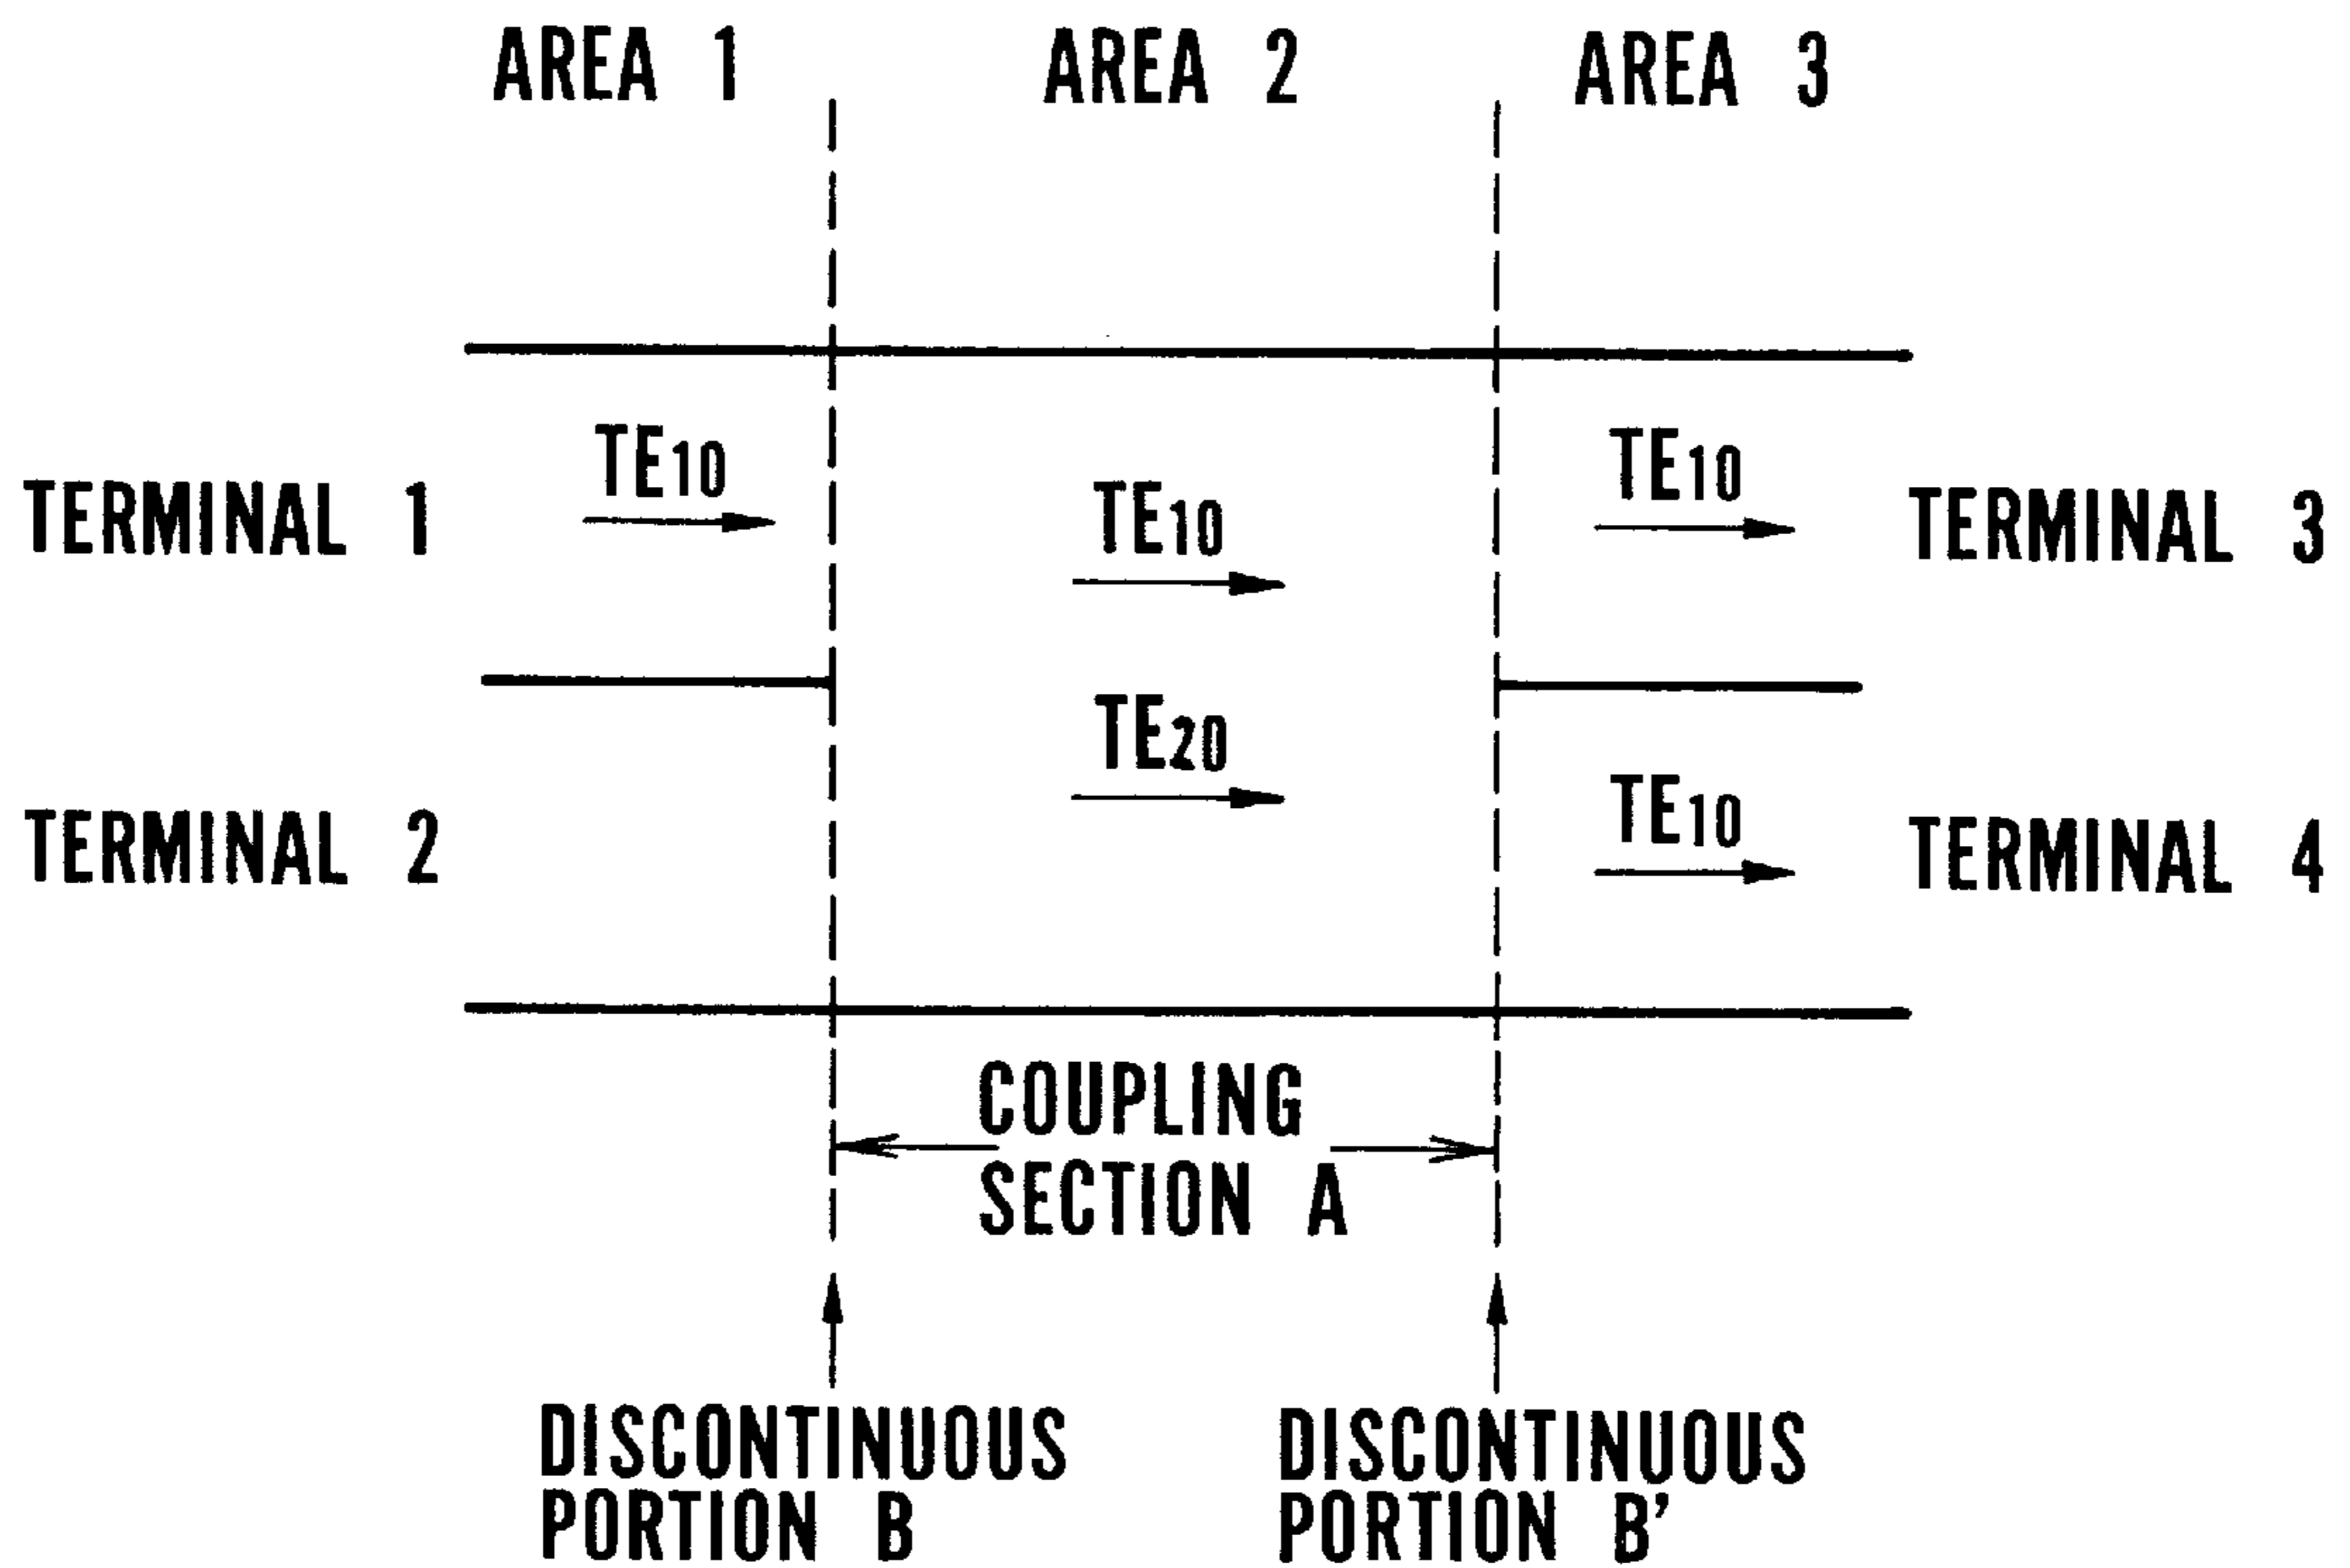 AREA 1
AREA 2
AREA 3
TE10
TE10
TE10
TERMINAL 1
TERMINAL 3
TE20
TE10
TERMINAL 2
TERMINAL 4
COUPLING
SECTION A
DISCONTINUOUS
PORTION B
DISCONTINUOUS
PORTION B'